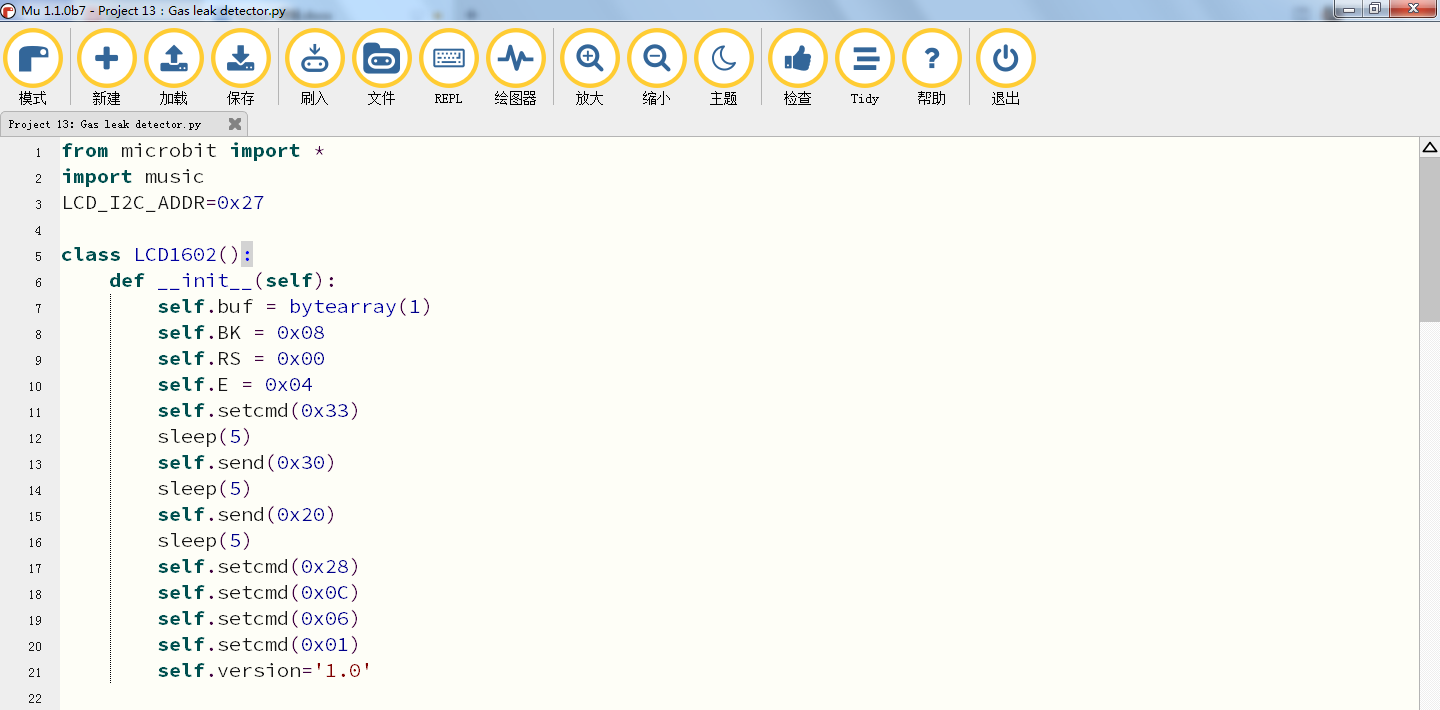 Mu 1.1.0b7 - Project 13 : Gas leak detector.py
模式 新建 加载 保存 刷入 文件 REPL 绘图器 放大 缩小 主题 检查 Tidy 帮助 退出
Project 13: Gas leak detector.py
1 from microbit import *
2 import music
3 LCD_I2C_ADDR=0x27
4
5 class LCD1602():
6 def __init__(self):
7 self.buf = bytearray(1)
8 self.BK = 0x08
9 self.RS = 0x00
10 self.E = 0x04
11 self.setcmd(0x33)
12 sleep(5)
13 self.send(0x30)
14 sleep(5)
15 self.send(0x20)
16 sleep(5)
17 self.setcmd(0x28)
18 self.setcmd(0x0C)
19 self.setcmd(0x06)
20 self.setcmd(0x01)
21 self.version='1.0'
22